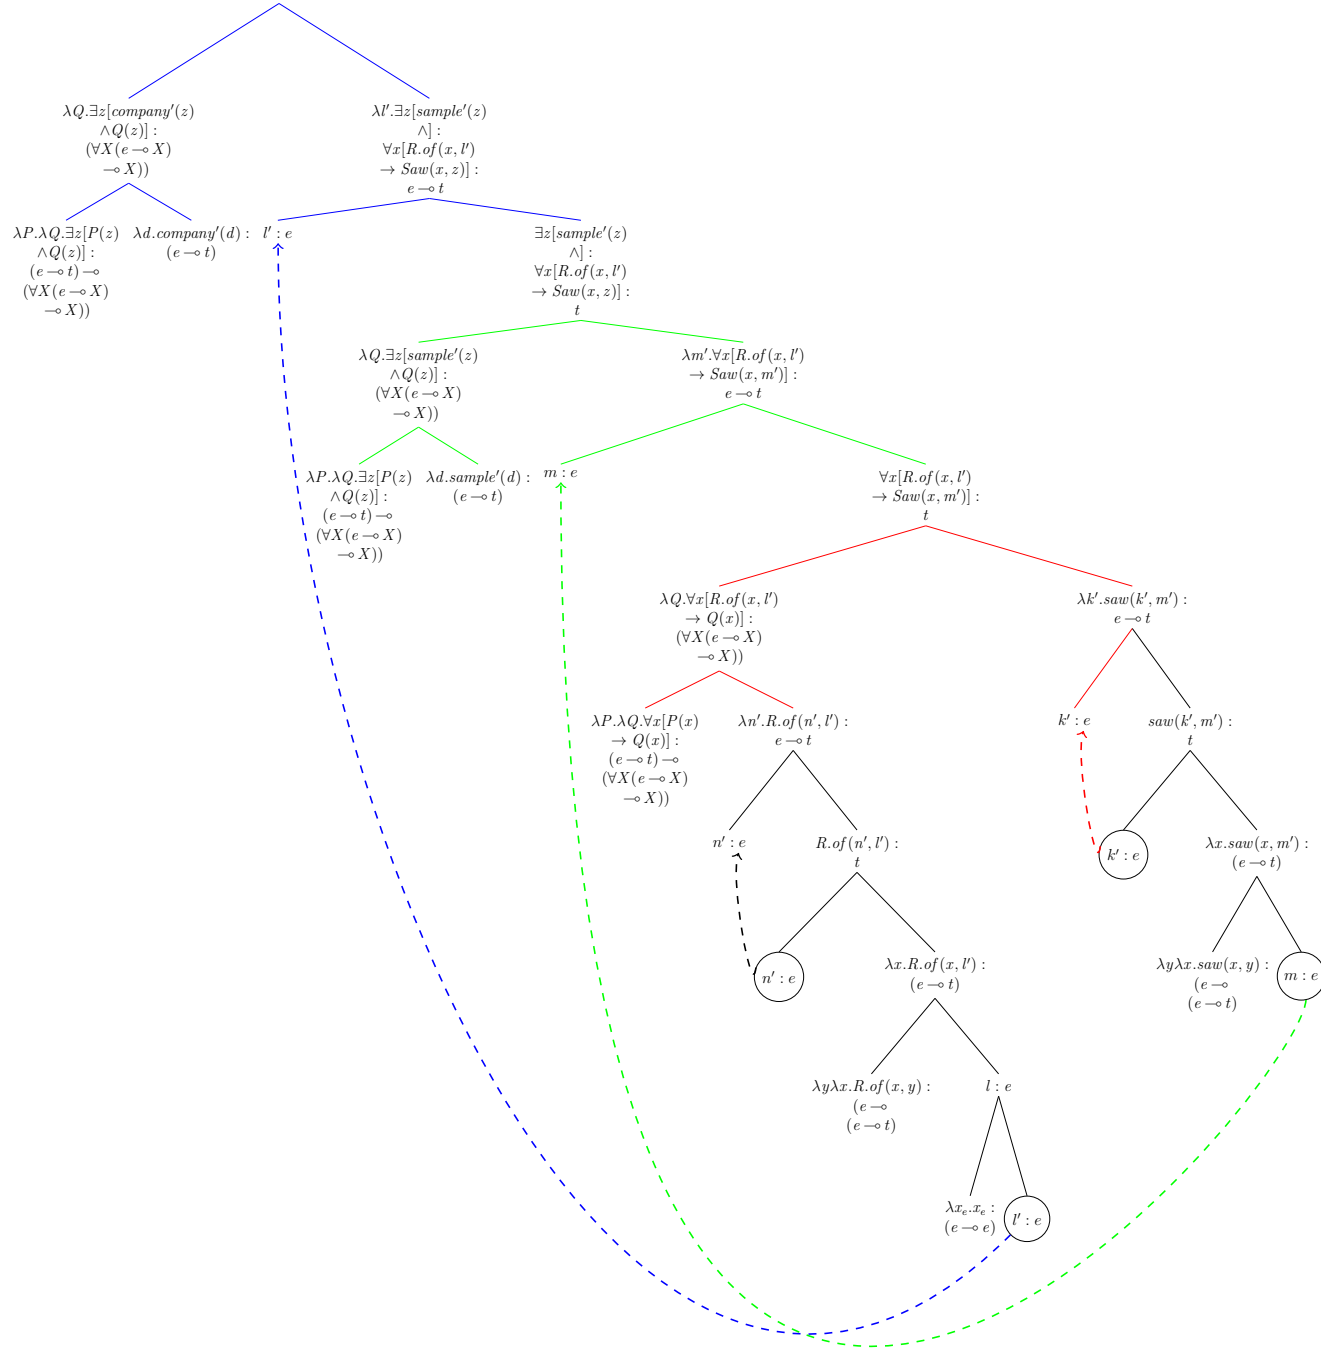 λQ.∃z[company′(z)
∧Q(z)] :
(∀X(e ⊸ X)
⊸ X))
λl′.∃z[sample′(z)
∧] :
∀x[R.of(x, l′)
→ Saw(x, z)] :
e ⊸ t
λP.λQ.∃z[P(z)
∧Q(z)] :
(e ⊸ t) ⊸
(∀X(e ⊸ X)
⊸ X))
λd.company′(d) :
(e ⊸ t)
l′ : e
∃z[sample′(z)
∧] :
∀x[R.of(x, l′)
→ Saw(x, z)] :
t
λQ.∃z[sample′(z)
∧Q(z)] :
(∀X(e ⊸ X)
⊸ X))
λm′.∀x[R.of(x, l′)
→ Saw(x, m′)] :
e ⊸ t
λP.λQ.∃z[P(z)
∧Q(z)] :
(e ⊸ t) ⊸
(∀X(e ⊸ X)
⊸ X))
λd.sample′(d) :
(e ⊸ t)
m : e
∀x[R.of(x, l′)
→ Saw(x, m′)] :
t
λQ.∀x[R.of(x, l′)
→ Q(x)] :
(∀X(e ⊸ X)
⊸ X))
λk′.saw(k′, m′) :
e ⊸ t
λP.λQ.∀x[P(x)
→ Q(x)] :
(e ⊸ t) ⊸
(∀X(e ⊸ X)
⊸ X))
λn′.R.of(n′, l′) :
e ⊸ t
k′ : e
saw(k′, m′) :
t
n′ : e
R.of(n′, l′) :
t
k′ : e
λx.saw(x, m′) :
(e ⊸ t)
n′ : e
λx.R.of(x, l′) :
(e ⊸ t)
λyλx.saw(x, y) :
(e ⊸
(e ⊸ t)
m : e
λyλx.R.of(x, y) :
(e ⊸
(e ⊸ t)
l : e
λxₑ.xₑ :
(e ⊸ e)
l′ : e